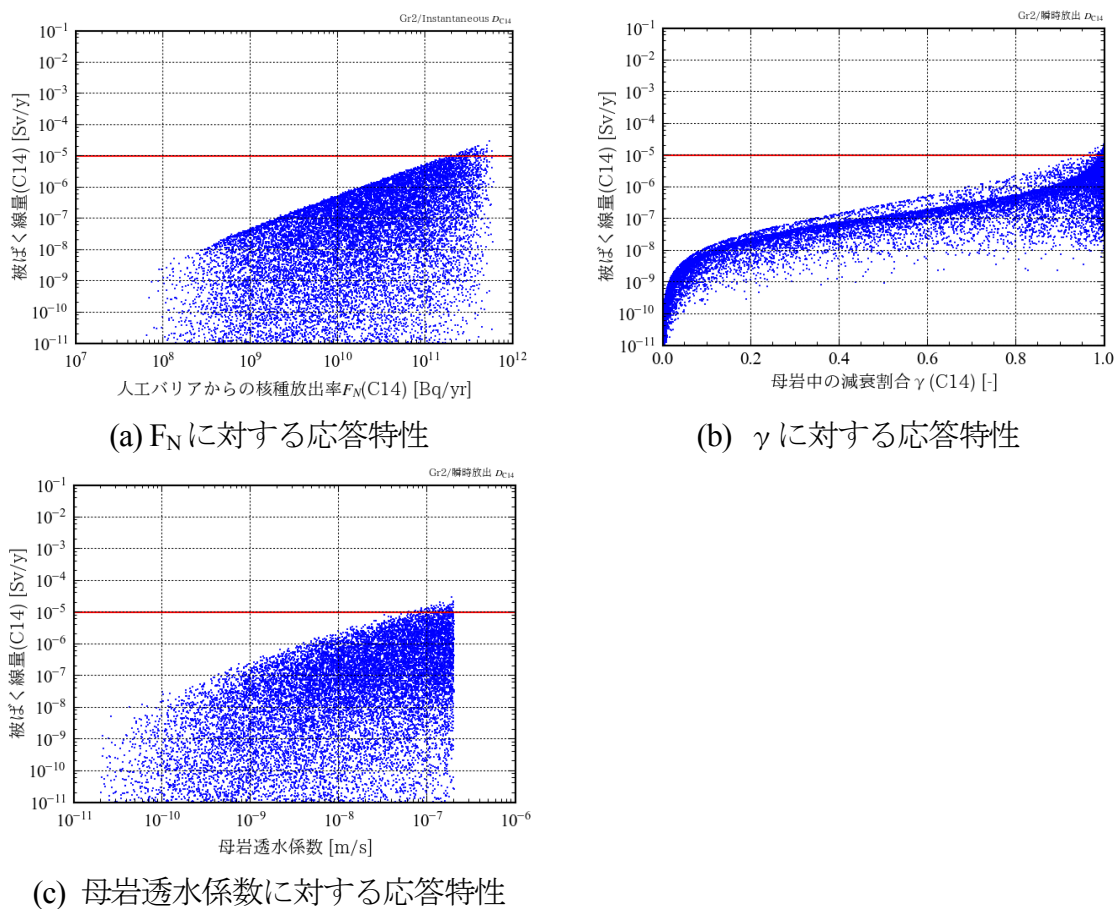 Gr2/Instantaneous D_C14
10^-1
10^-2
10^-3
10^-4
10^-5
10^-6
10^-7
10^-8
10^-9
10^-10
10^-11
被ばく線量(C14) [Sv/y]
10^7 10^8 10^9 10^10 10^11 10^12
人工バリアからの核種放出率F_N(C14) [Bq/yr]
(a) F_Nに対する応答特性
Gr2/瞬時放出 D_C14
10^-1
10^-2
10^-3
10^-4
10^-5
10^-6
10^-7
10^-8
10^-9
10^-10
10^-11
被ばく線量(C14) [Sv/y]
0.0 0.2 0.4 0.6 0.8 1.0
母岩中の減衰割合γ(C14) [-]
(b) γに対する応答特性
Gr2/瞬時放出 D_C14
10^-1
10^-2
10^-3
10^-4
10^-5
10^-6
10^-7
10^-8
10^-9
10^-10
10^-11
被ばく線量(C14) [Sv/y]
10^-11 10^-10 10^-9 10^-8 10^-7 10^-6
母岩透水係数 [m/s]
(c) 母岩透水係数に対する応答特性